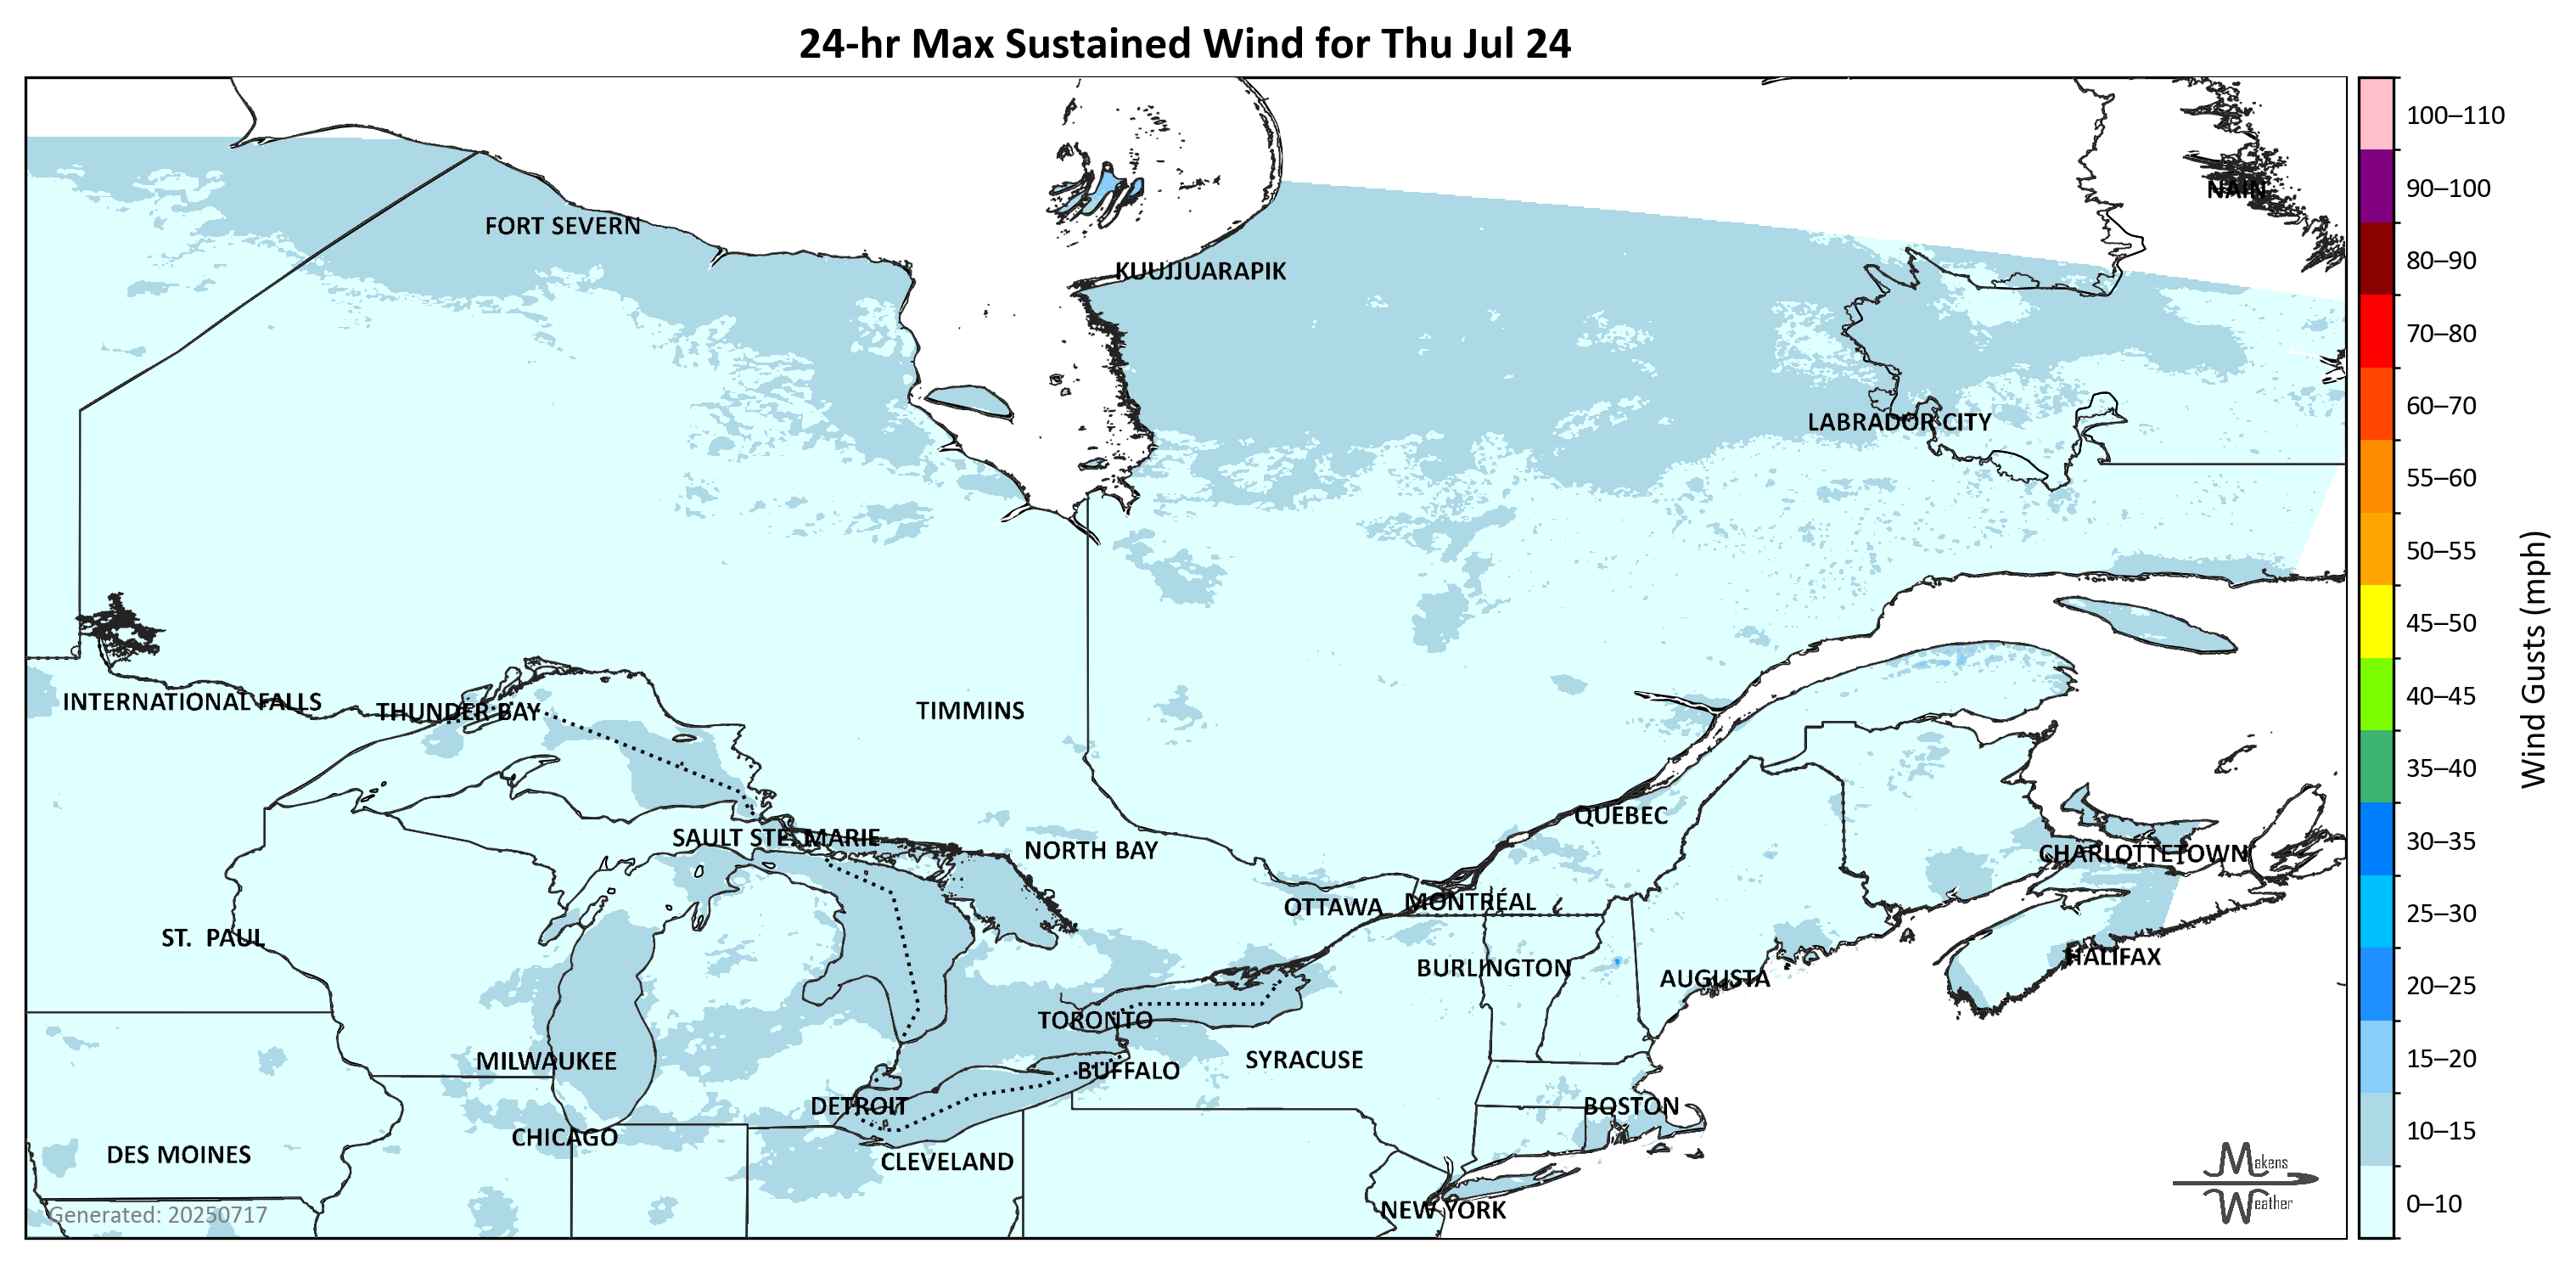 24-hr Max Sustained Wind for Thu Jul 24
100–110
90–100
NAIN
FORT SEVERN
80–90
KUUJJUARAPIK
70–80
60–70
LABRADOR CITY
55–60
50–55
45–50
Wind Gusts (mph)
40–45
INTERNATIONAL FALLS
THUNDER BAY
TIMMINS
35–40
QUÉBEC
SAULT STE. MARIE
NORTH BAY
CHARLOTTETOWN
30–35
OTTAWA
MONTRÉAL
25–30
ST. PAUL
BURLINGTON
AUGUSTA
HALIFAX
20–25
TORONTO
MILWAUKEE
BUFFALO
SYRACUSE
15–20
DETROIT
BOSTON
CHICAGO
10–15
DES MOINES
CLEVELAND
Makens
Weather
NEW YORK
0–10
Generated: 20250717